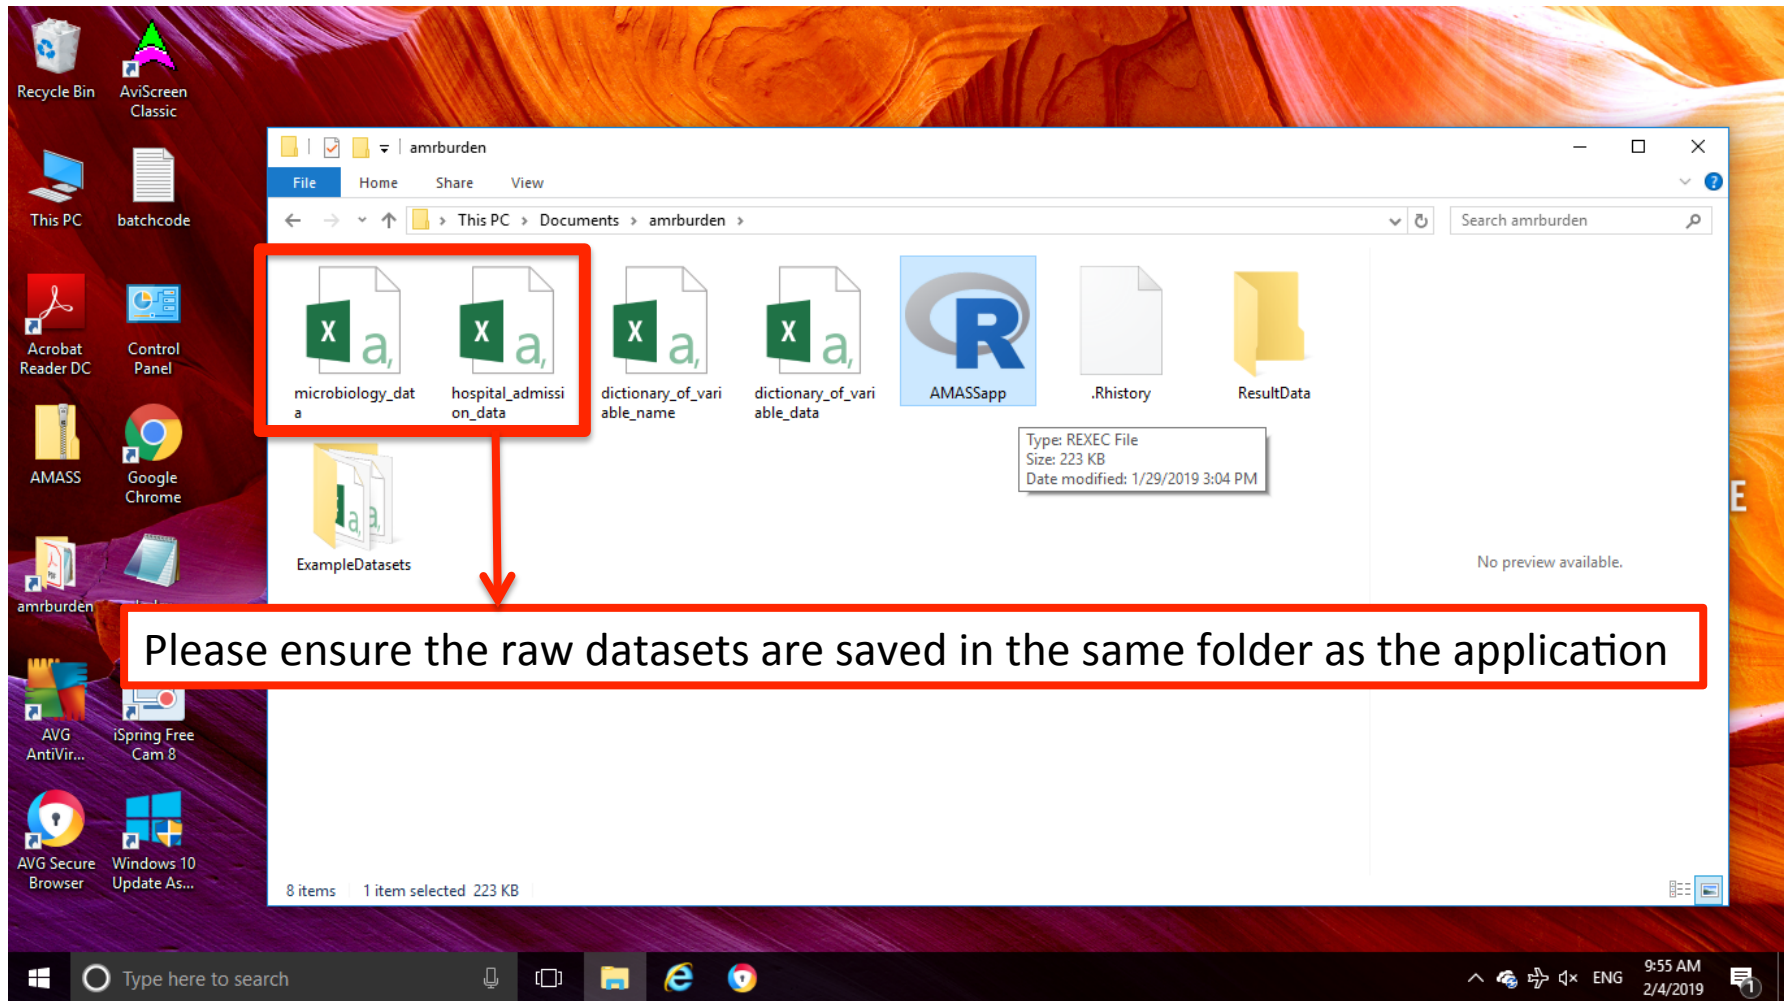 Recycle Bin
AviScreen
Classic
This PC
batchcode
Acrobat
Reader DC
Control
Panel
AMASS
Google
Chrome
amrburden
AVG
AntiVir...
iSpring Free
Cam 8
AVG Secure
Browser
Windows 10
Update As...
amrburden
File Home Share View
This PC > Documents > amrburden >
Search amrburden
microbiology_dat
a
hospital_admissi
on_data
dictionary_of_vari
able_name
dictionary_of_vari
able_data
AMASSapp
.Rhistory
ResultData
Type: REXEC File
Size: 223 KB
Date modified: 1/29/2019 3:04 PM
ExampleDatasets
No preview available.
Please ensure the raw datasets are saved in the same folder as the application
8 items 1 item selected 223 KB
E
Type here to search
ENG
9:55 AM
2/4/2019